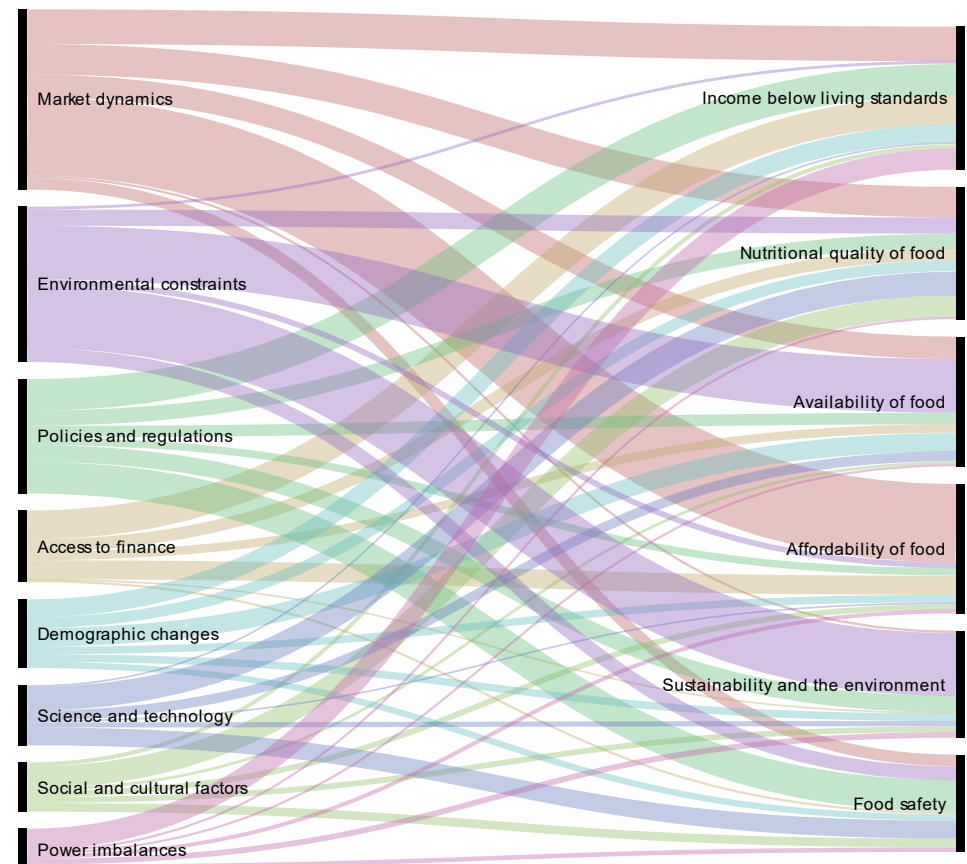 Market dynamics
Environmental constraints
Policies and regulations
Access to finance
Demographic changes
Science and technology
Social and cultural factors
Power imbalances
Income below living standards
Nutritional quality of food
Availability of food
Affordability of food
Sustainability and the environment
Food safety